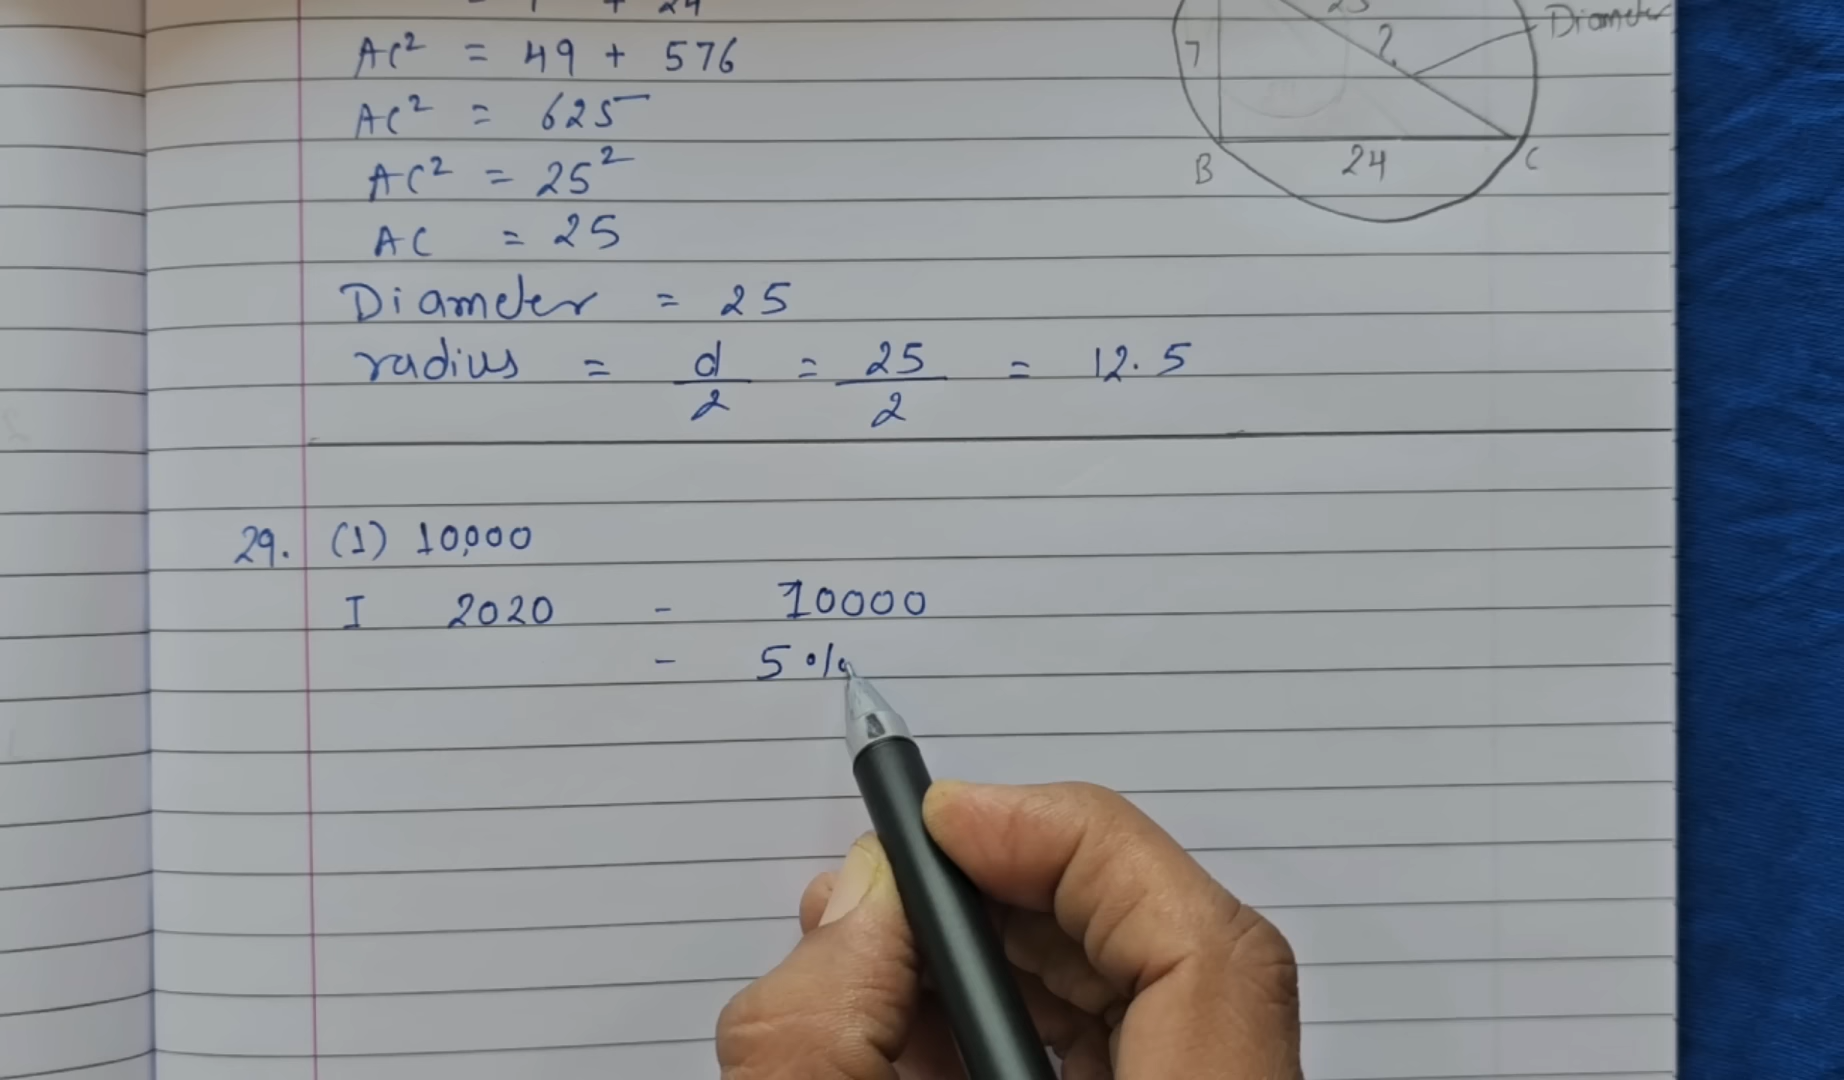 AC² = 49 + 576
AC² = 625
AC² = 25²
AC = 25
Diameter = 25
radius = d/2 = 25/2 = 12.5
7
?
Diameter
B
24
C
29. (1) 10,000
I 2020 - 10000
- 5%